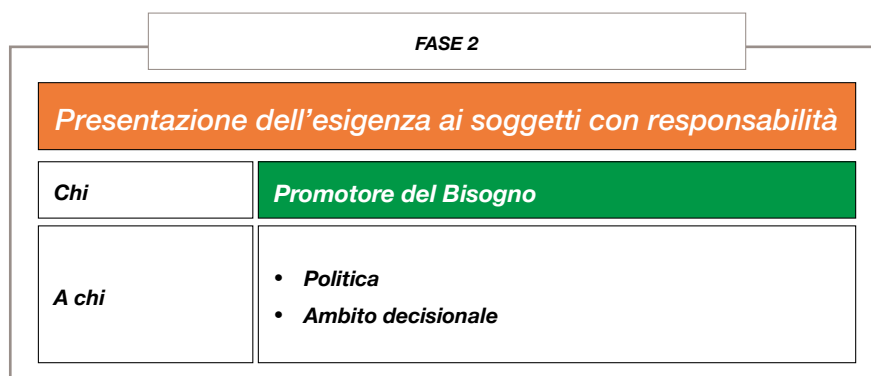 FASE 2
Presentazione dell'esigenza ai soggetti con responsabilità
Chi
Promotore del Bisogno
A chi
• Politica
• Ambito decisionale